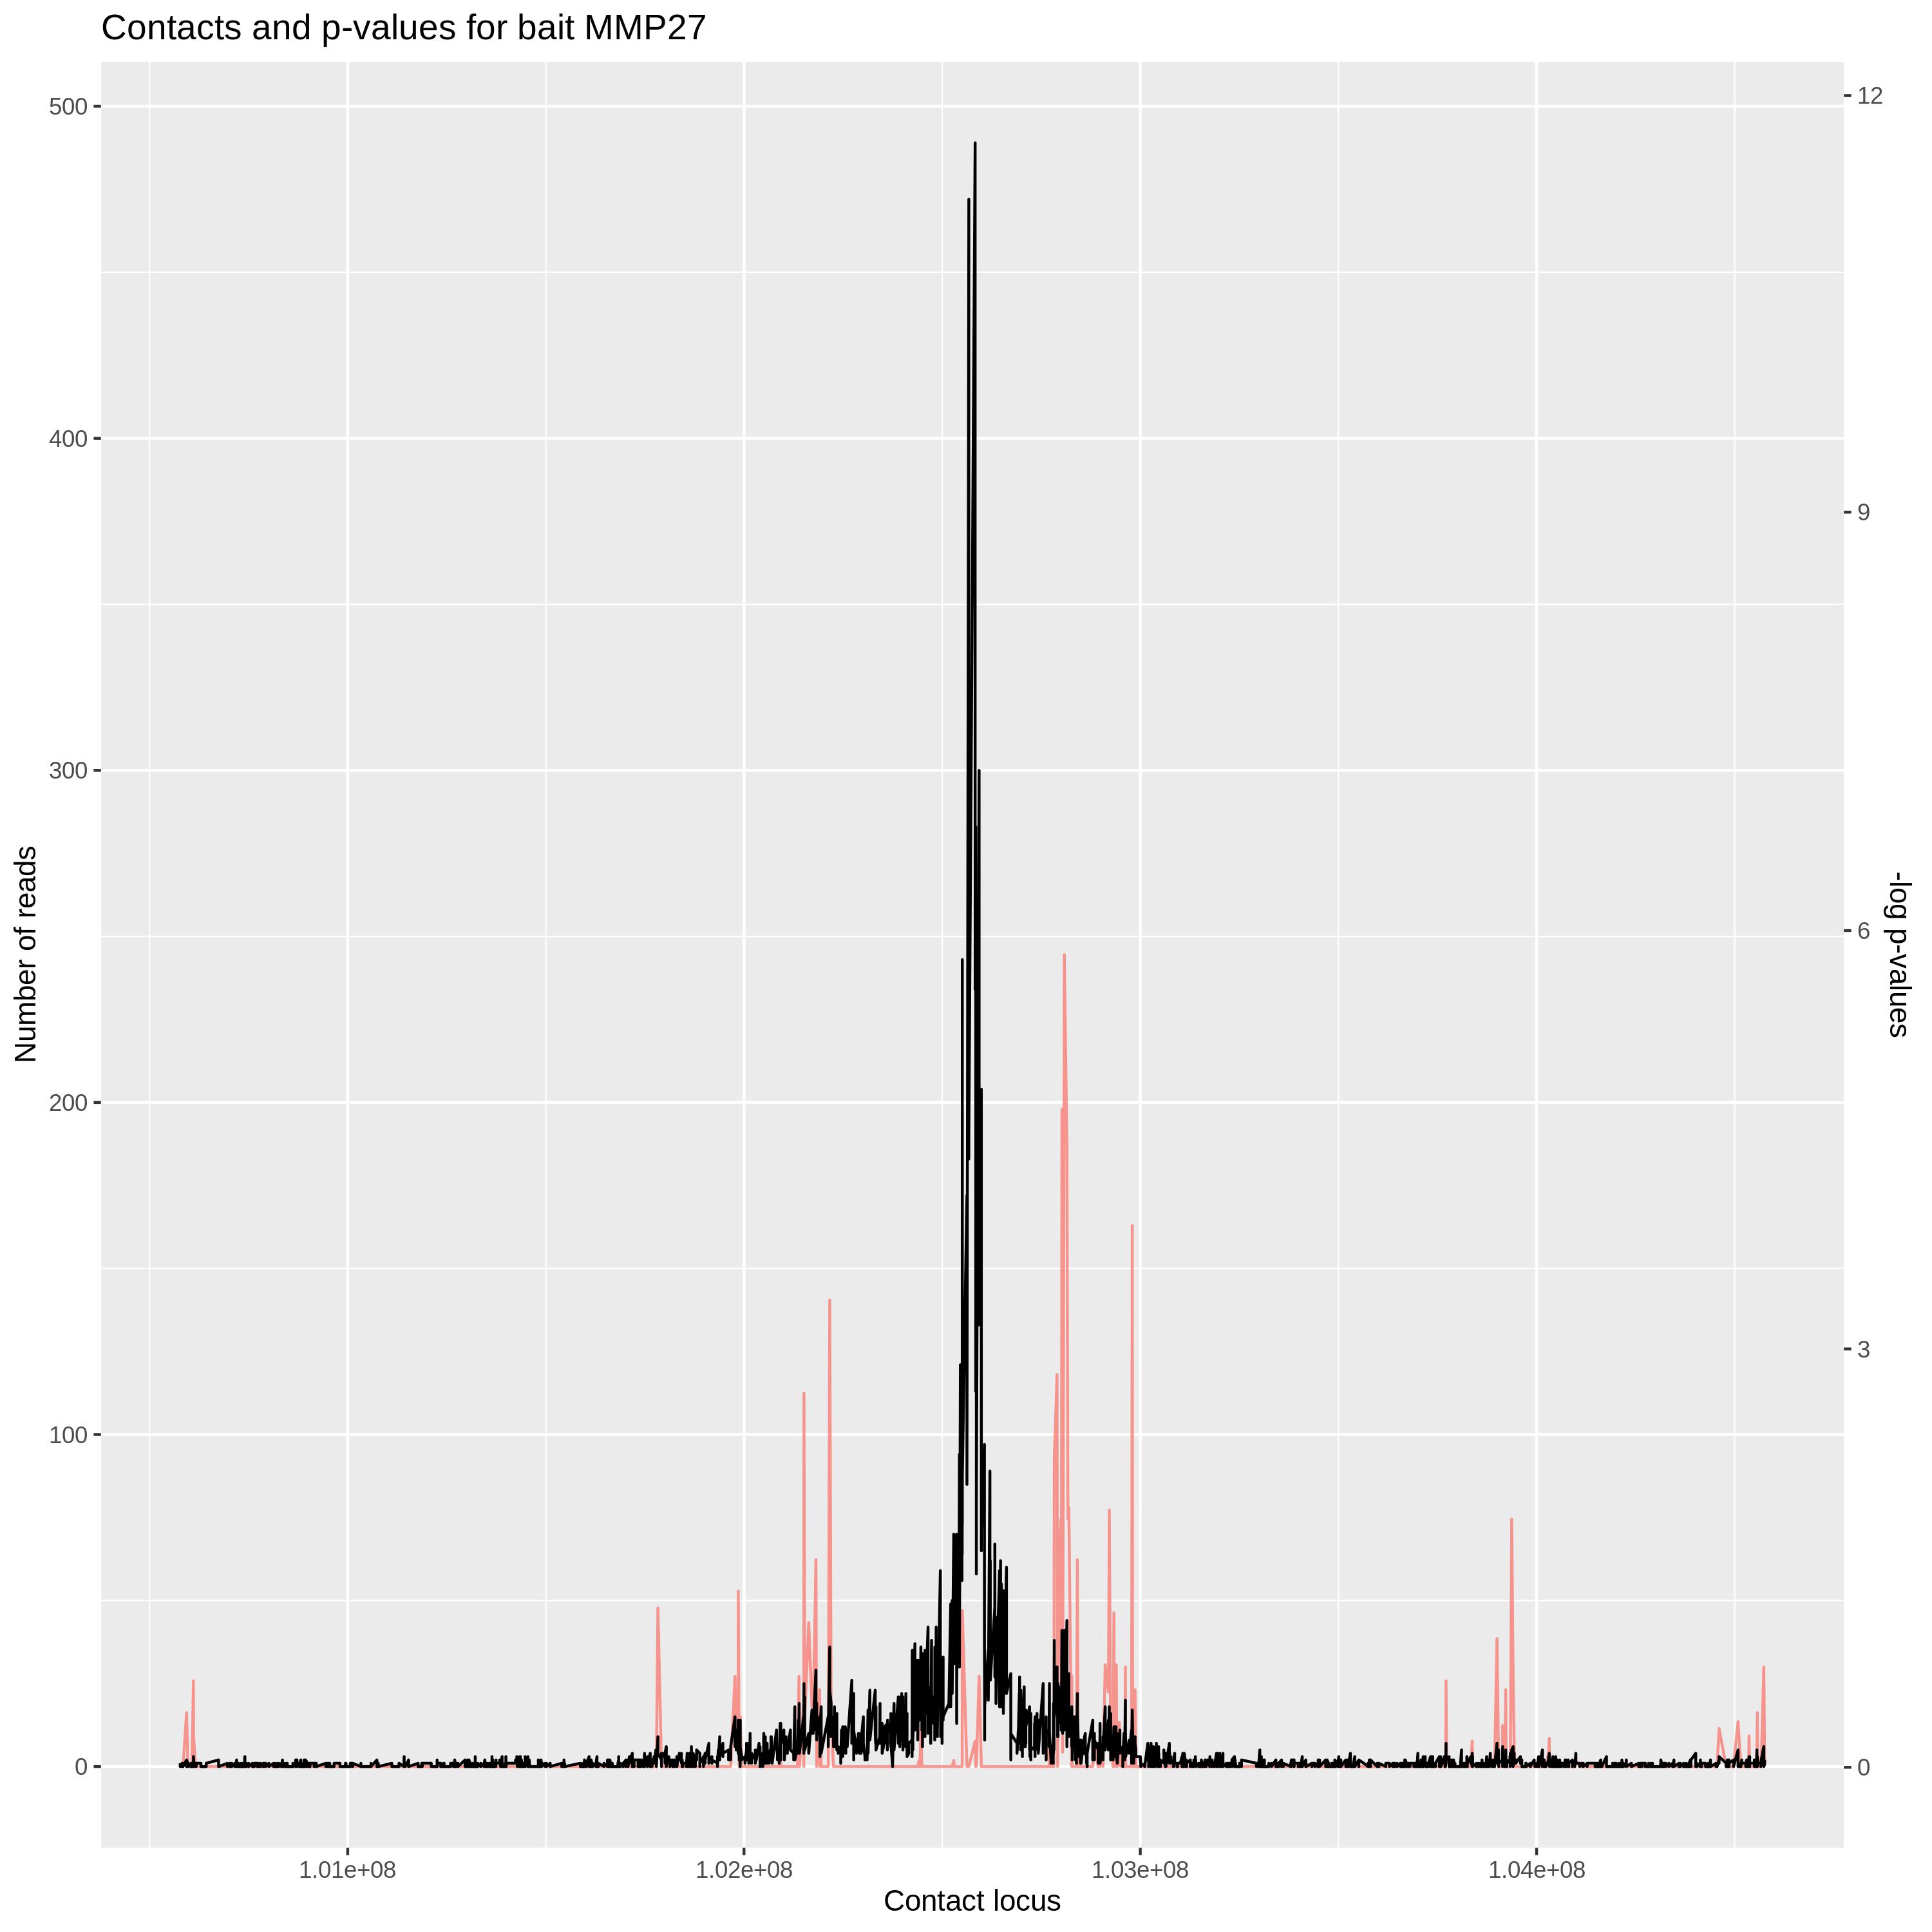 Contacts and p-values for bait MMP27
500
400
300
200
100
0
Number of reads
12
9
6
3
0
-log p-values
1.01e+08
1.02e+08
1.03e+08
1.04e+08
Contact locus